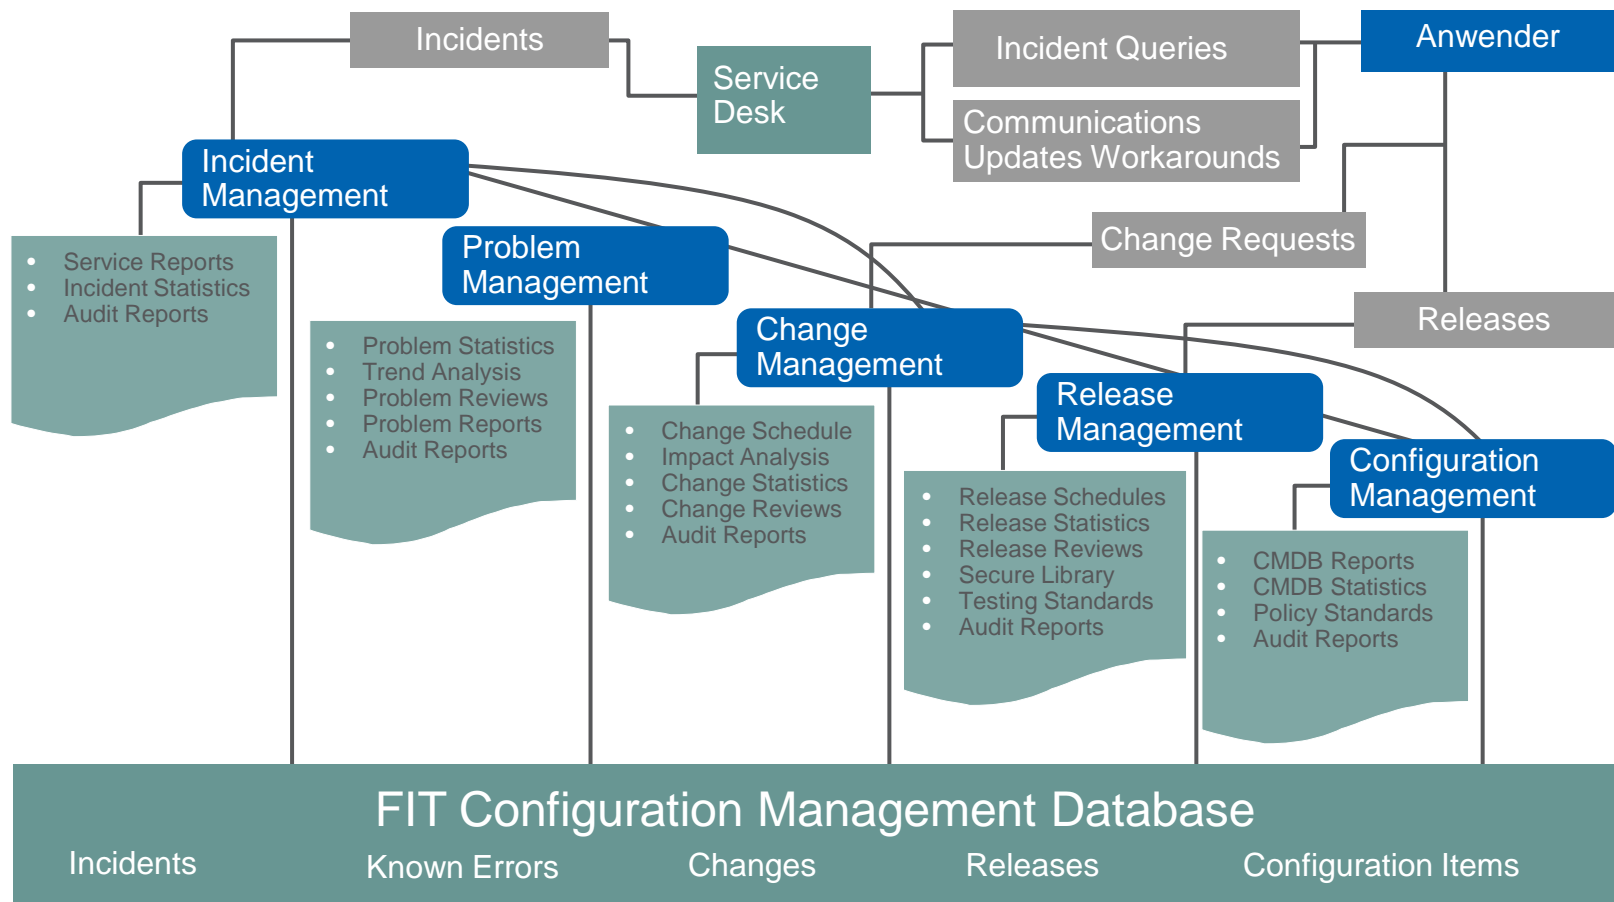 Incidents
Service
Desk
Incident Queries
Communications
Updates Workarounds
Anwender
Incident
Management
Change Requests
Problem
Management
Releases
Change
Management
Release
Management
Configuration
Management
• Service Reports
• Incident Statistics
• Audit Reports
• Problem Statistics
• Trend Analysis
• Problem Reviews
• Problem Reports
• Audit Reports
• Change Schedule
• Impact Analysis
• Change Statistics
• Change Reviews
• Audit Reports
• Release Schedules
• Release Statistics
• Release Reviews
• Secure Library
• Testing Standards
• Audit Reports
• CMDB Reports
• CMDB Statistics
• Policy Standards
• Audit Reports
FIT Configuration Management Database
Incidents
Known Errors
Changes
Releases
Configuration Items